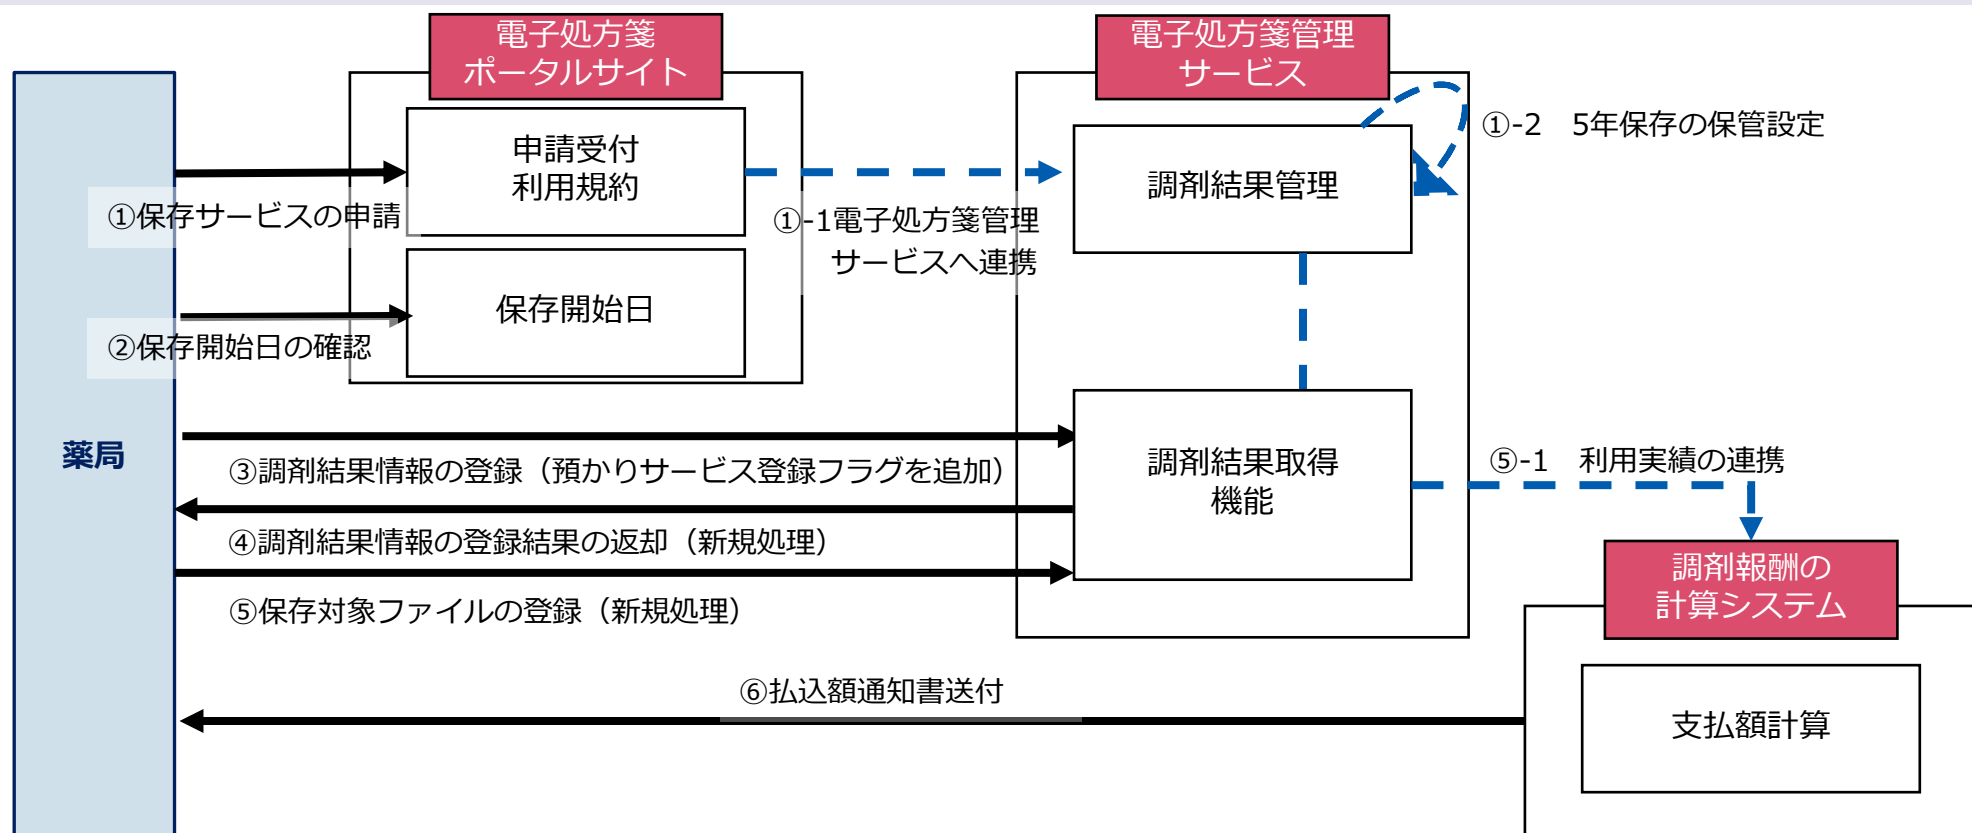 電子処方箋
ポータルサイト
電子処方箋管理
サービス
申請受付
利用規約
①-2 5年保存の保管設定
調剤結果管理
①保存サービスの申請
①-1電子処方箋管理
サービスへ連携
保存開始日
②保存開始日の確認
薬局
③調剤結果情報の登録（預かりサービス登録フラグを追加）
調剤結果取得
機能
⑤-1 利用実績の連携
④調剤結果情報の登録結果の返却（新規処理）
⑤保存対象ファイルの登録（新規処理）
調剤報酬の
計算システム
⑥払込額通知書送付
支払額計算